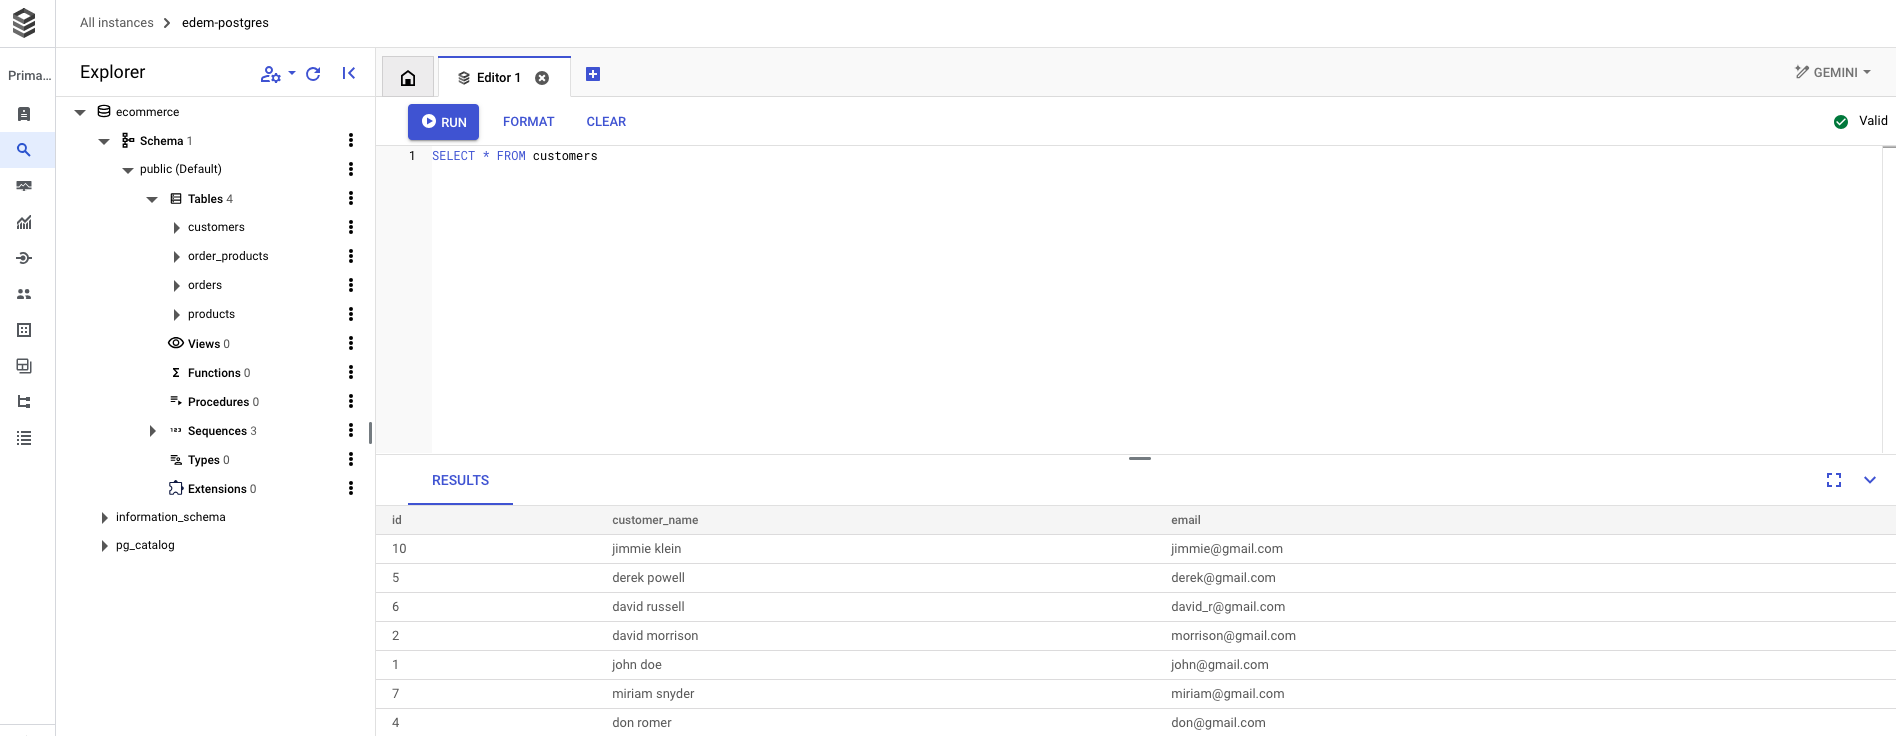 All instances > edem-postgres
Prima...
Explorer
Editor 1
GEMINI
ecommerce
Schema 1
public (Default)
Tables 4
customers
order_products
orders
products
Views 0
Functions 0
Procedures 0
Sequences 3
Types 0
Extensions 0
information_schema
pg_catalog
RUN FORMAT CLEAR
Valid
1 SELECT * FROM customers
RESULTS
id customer_name email
10 jimmie klein jimmie@gmail.com
5 derek powell derek@gmail.com
6 david russell david_r@gmail.com
2 david morrison morrison@gmail.com
1 john doe john@gmail.com
7 miriam snyder miriam@gmail.com
4 don romer don@gmail.com